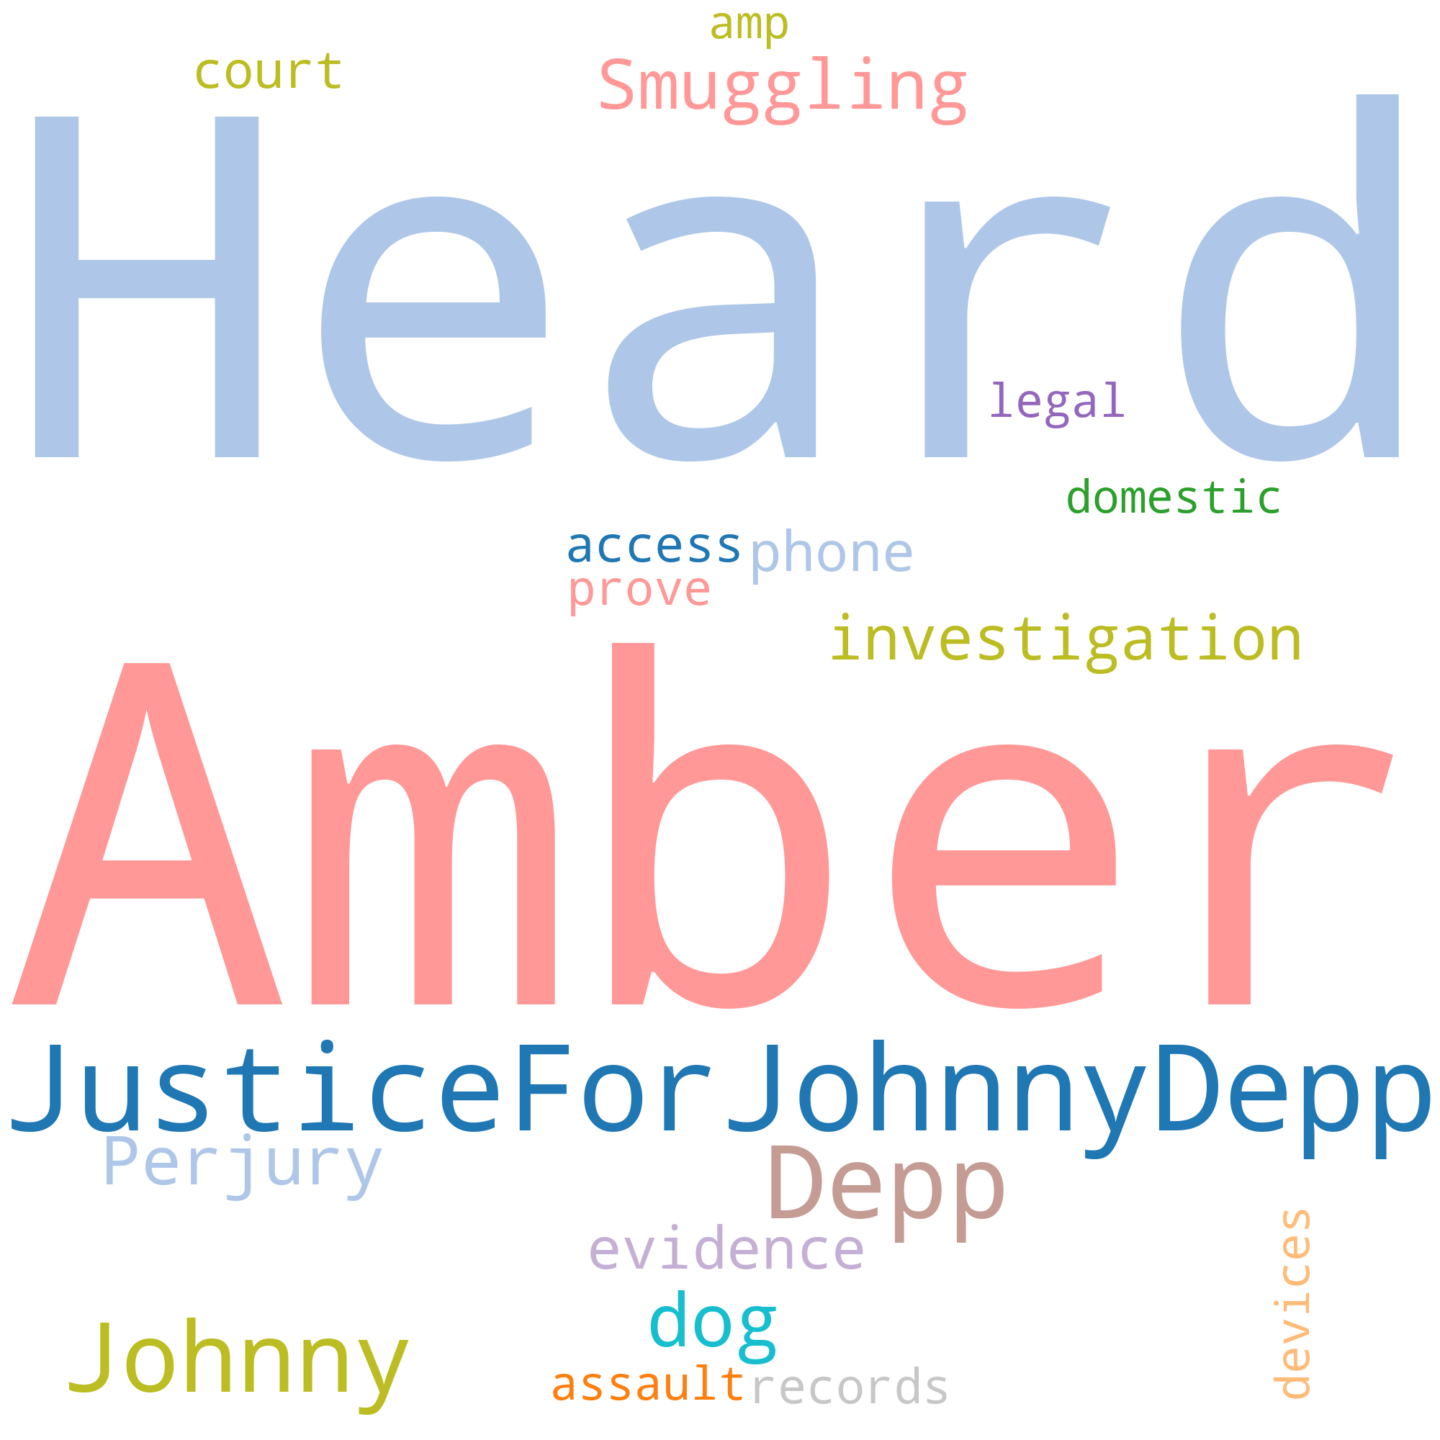 amp
court
Smuggling
Heard
legal
domestic
access phone
prove
investigation
Amber
JusticeForJohnnyDepp
Perjury
Depp
evidence
devices
dog
Johnny
assault records